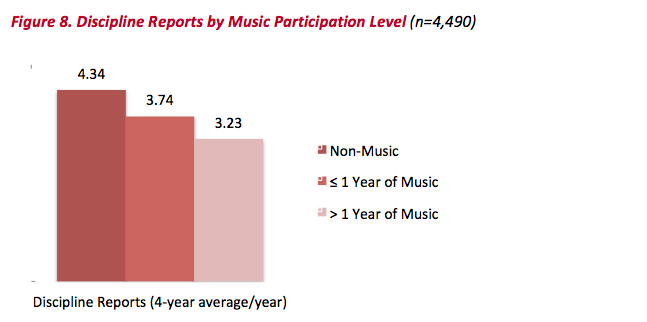 Figure 8. Discipline Reports by Music Participation Level (n=4,490)
4.34
3.74
3.23
Non-Music
≤ 1 Year of Music
> 1 Year of Music
Discipline Reports (4-year average/year)